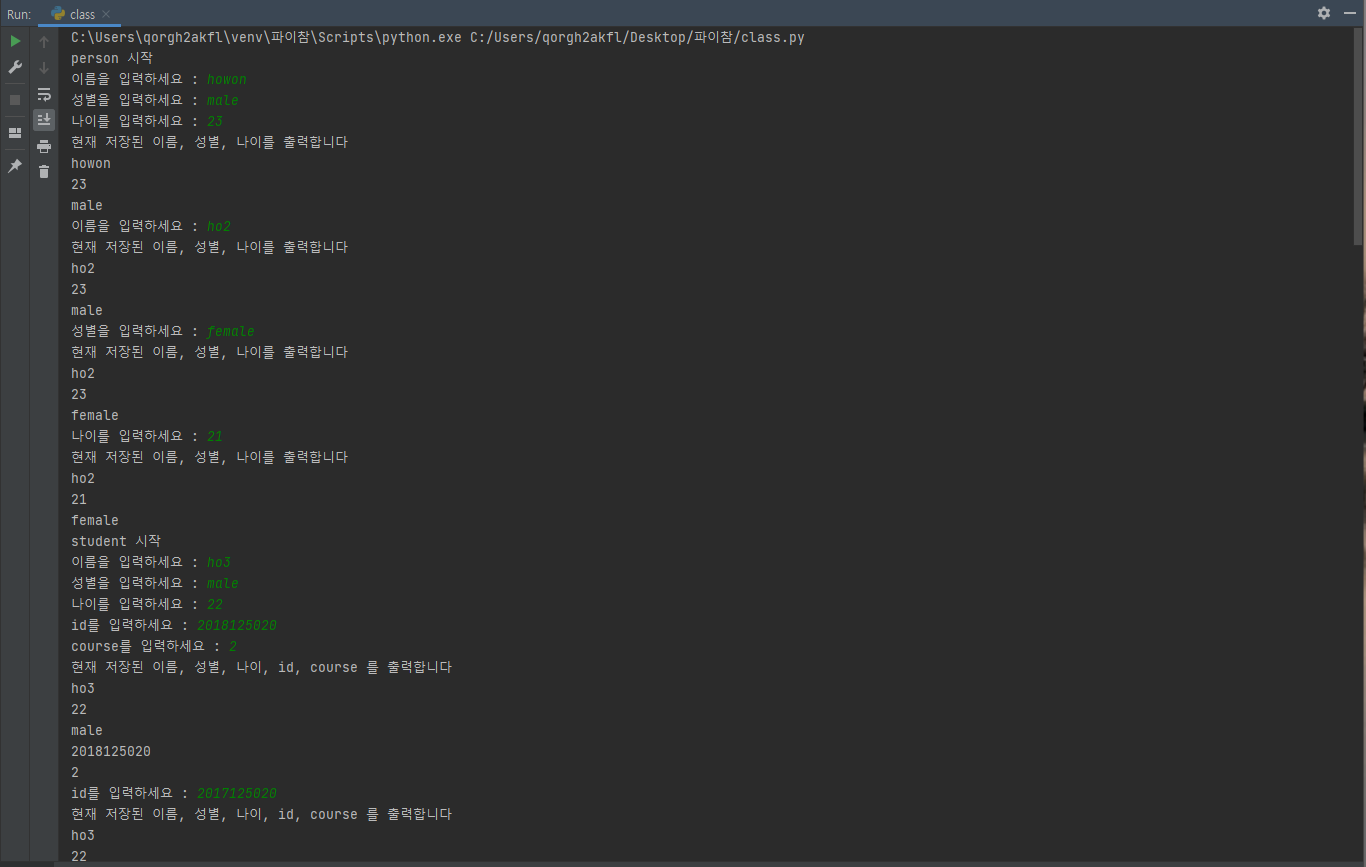 Run: class
C:\Users\qorgh2akfl\venv\파이참\Scripts\python.exe C:/Users/qorgh2akfl/Desktop/파이참/class.py
person 시작
이름을 입력하세요 : howon
성별을 입력하세요 : male
나이를 입력하세요 : 23
현재 저장된 이름, 성별, 나이를 출력합니다
howon
23
male
이름을 입력하세요 : ho2
현재 저장된 이름, 성별, 나이를 출력합니다
ho2
23
male
성별을 입력하세요 : female
현재 저장된 이름, 성별, 나이를 출력합니다
ho2
23
female
나이를 입력하세요 : 21
현재 저장된 이름, 성별, 나이를 출력합니다
ho2
21
female
student 시작
이름을 입력하세요 : ho3
성별을 입력하세요 : male
나이를 입력하세요 : 22
id를 입력하세요 : 2018125020
course를 입력하세요 : 2
현재 저장된 이름, 성별, 나이, id, course 를 출력합니다
ho3
22
male
2018125020
2
id를 입력하세요 : 2017125020
현재 저장된 이름, 성별, 나이, id, course 를 출력합니다
ho3
22